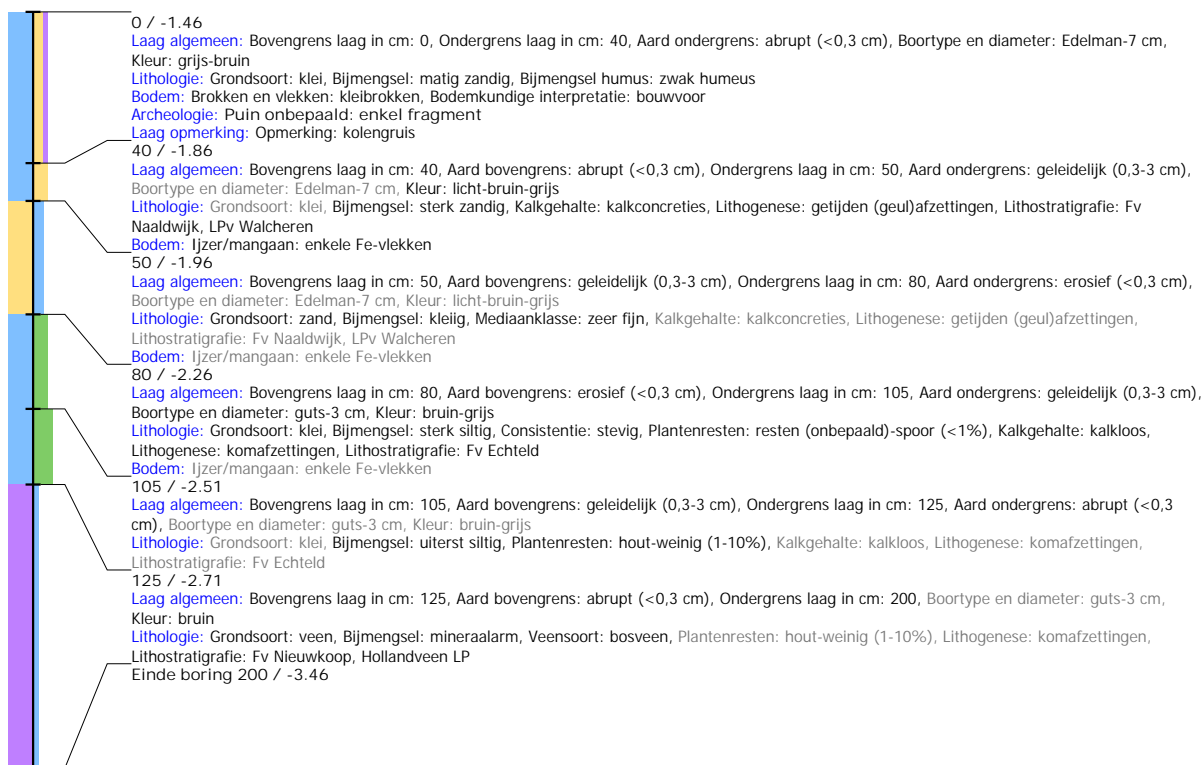 0 / -1.46
Laag algemeen: Bovengrens laag in cm: 0, Ondergrens laag in cm: 40, Aard ondergrens: abrupt (<0,3 cm), Boortype en diameter: Edelman-7 cm,
Kleur: grijs-bruin
Lithologie: Grondsoort: klei, Bijmengsel: matig zandig, Bijmengsel humus: zwak humeus
Bodem: Brokken en vlekken: kleibrokken, Bodemkundige interpretatie: bouwvoor
Archeologie: Puin onbepaald: enkel fragment
Laag opmerking: Opmerking: kolengruis
40 / -1.86
Laag algemeen: Bovengrens laag in cm: 40, Aard bovengrens: abrupt (<0,3 cm), Ondergrens laag in cm: 50, Aard ondergrens: geleidelijk (0,3-3 cm),
Boortype en diameter: Edelman-7 cm, Kleur: licht-bruin-grijs
Lithologie: Grondsoort: klei, Bijmengsel: sterk zandig, Kalkgehalte: kalkconcreties, Lithogenese: getijden (geul)afzettingen, Lithostratigrafie: Fv
Naaldwijk, LPv Walcheren
Bodem: Ijzer/mangaan: enkele Fe-vlekken
50 / -1.96
Laag algemeen: Bovengrens laag in cm: 50, Aard bovengrens: geleidelijk (0,3-3 cm), Ondergrens laag in cm: 80, Aard ondergrens: erosief (<0,3 cm),
Boortype en diameter: Edelman-7 cm, Kleur: licht-bruin-grijs
Lithologie: Grondsoort: zand, Bijmengsel: kleiig, Mediaanklasse: zeer fijn, Kalkgehalte: kalkconcreties, Lithogenese: getijden (geul)afzettingen,
Lithostratigrafie: Fv Naaldwijk, LPv Walcheren
Bodem: Ijzer/mangaan: enkele Fe-vlekken
80 / -2.26
Laag algemeen: Bovengrens laag in cm: 80, Aard bovengrens: erosief (<0,3 cm), Ondergrens laag in cm: 105, Aard ondergrens: geleidelijk (0,3-3 cm),
Boortype en diameter: guts-3 cm, Kleur: bruin-grijs
Lithologie: Grondsoort: klei, Bijmengsel: sterk siltig, Consistentie: stevig, Plantenresten: resten (onbepaald)-spoor (<1%), Kalkgehalte: kalkloos,
Lithogenese: komafzettingen, Lithostratigrafie: Fv Echteld
Bodem: Ijzer/mangaan: enkele Fe-vlekken
105 / -2.51
Laag algemeen: Bovengrens laag in cm: 105, Aard bovengrens: geleidelijk (0,3-3 cm), Ondergrens laag in cm: 125, Aard ondergrens: abrupt (<0,3
cm), Boortype en diameter: guts-3 cm, Kleur: bruin-grijs
Lithologie: Grondsoort: klei, Bijmengsel: uiterst siltig, Plantenresten: hout-weinig (1-10%), Kalkgehalte: kalkloos, Lithogenese: komafzettingen,
Lithostratigrafie: Fv Echteld
125 / -2.71
Laag algemeen: Bovengrens laag in cm: 125, Aard bovengrens: abrupt (<0,3 cm), Ondergrens laag in cm: 200, Boortype en diameter: guts-3 cm,
Kleur: bruin
Lithologie: Grondsoort: veen, Bijmengsel: mineraalarm, Veensoort: bosveen, Plantenresten: hout-weinig (1-10%), Lithogenese: komafzettingen,
Lithostratigrafie: Fv Nieuwkoop, Hollandveen LP
Einde boring 200 / -3.46